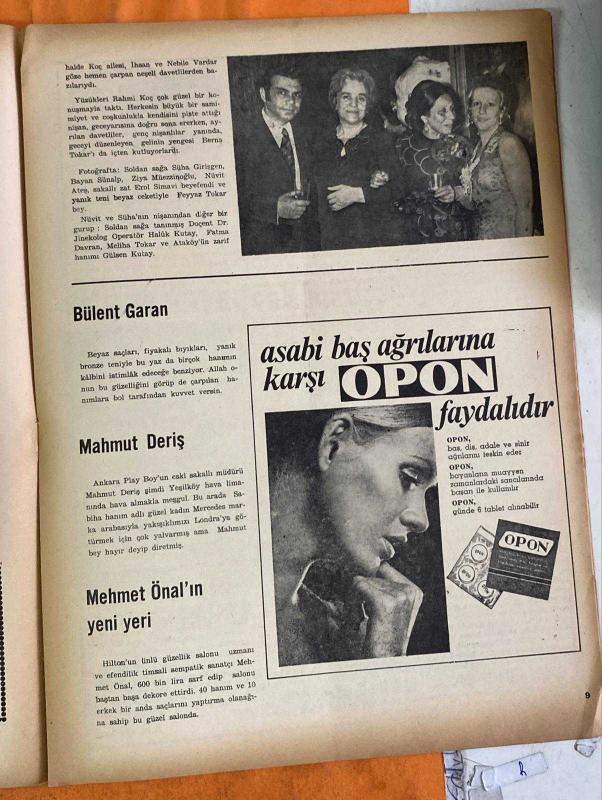 halde Koç ailesi, İhsan ve Nebile Vardar
göze hemen çarpan neşeli davetlilerden ba-
zılarıydı.
Yüzükleri Rahmi Koç çok güzel bir ko-
nuşmayla taktı. Herkesin büyük bir sami-
miyet ve coşkunlukla kendisini piste attığı
nişan, geceyarısına doğru sona ererken, ay-
rılan davetliler, genç nişanlılar yanında,
geceyi düzenleyen gelinin yengesi Berna
Tokar'ı da içten kutluyorlardı.
Fotoğrafta: Soldan sağa Süha Girişgen,
Bayan Sünalp, Ziya Müezzinoğlu, Nüvit
Ateş, sakallı zat Erol Simavi beyefendi ve
yanık teni beyaz ceketiyle Feyyaz Tokar
bey.
Nüvit ve Süha'nın nişanından diğer bir
gurup : Soldan sağa tanınmış Doçent Dr.
Jinekolog Operatör Halûk Kutay, Fatma
Davran, Meliha Tokar ve Ataköy'ün zarif
hanımı Gülsen Kutay.
Bülent Garan
Beyaz saçları, fiyakalı bıyıkları, yanık
bronze teniyle bu yaz da birçok hanımın
kâlbini istimlâk edeceğe benziyor. Allah o-
nun bu güzelliğini görüp de çarpılan ha-
nımlara bol tarafından kuvvet versin.
Mahmut Deriş
Ankara Play Boy'un eski sakallı müdürü
Mahmut Deriş şimdi Yeşilköy hava lima-
nında hava almakla meşgul. Bu arada Sa-
biha hanım adlı güzel kadın Mercedes mar-
ka arabasıyla yakışıklımızı Londra'ya gö-
türmek için çok yalvarmış ama Mahmut
bey hayır deyip diretmiş.
Mehmet Önal'ın
yeni yeri
Hilton'un ünlü güzellik salonu uzmanı
ve efendilik timsali sempatik sanatçı Meh-
met Önal, 600 bin lira sarf edip salonu
baştan başa dekore ettirdi. 40 hanım ve 10
erkek bir anda saçlarını yaptırma olanağı-
na sahip bu güzel salonda.
asabi baş ağrılarına
karşı OPON
faydalıdır
OPON,
baş, diş, adale ve sinir
ağrılarını teskin eder
OPON,
bayanların muayyen
zamanlardaki sancılarında
başarı ile kullanılır
OPON,
günde 6 tablet alınabilir
OPON
9